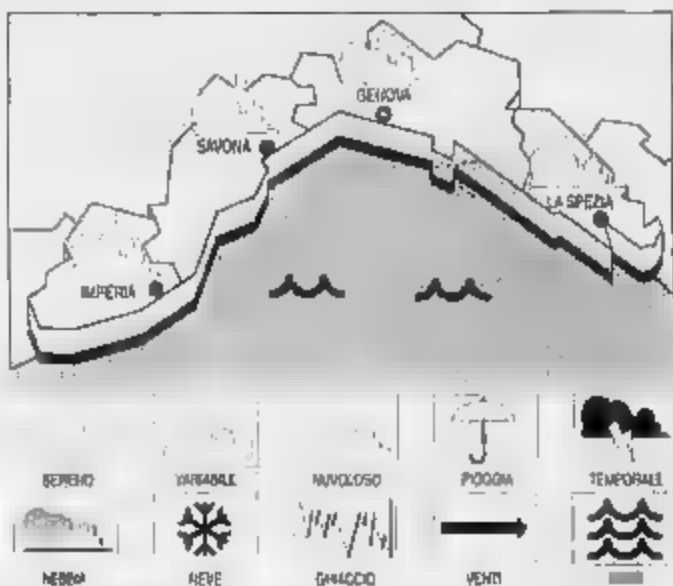 GENOVA
SAVONA
LA SPEZIA
IMPERIA
SERENO VARIABILE NUVOLOSO PIOGGIA TEMPORALE
NEBBIA NEVE GHIACCIO VENTI